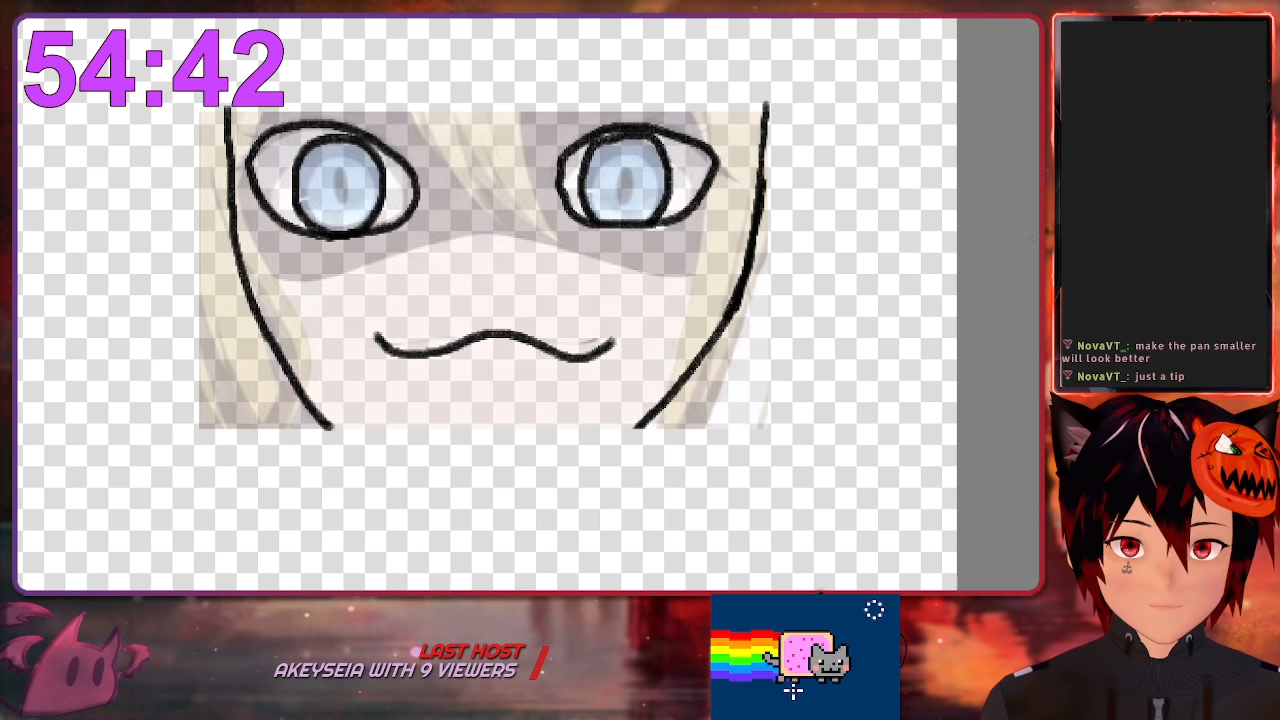 54:42
NovaVT_: make the pan smaller
will look better
NovaVT_: just a tip
LAST HOST
AKEYSEIA WITH 9 VIEWERS